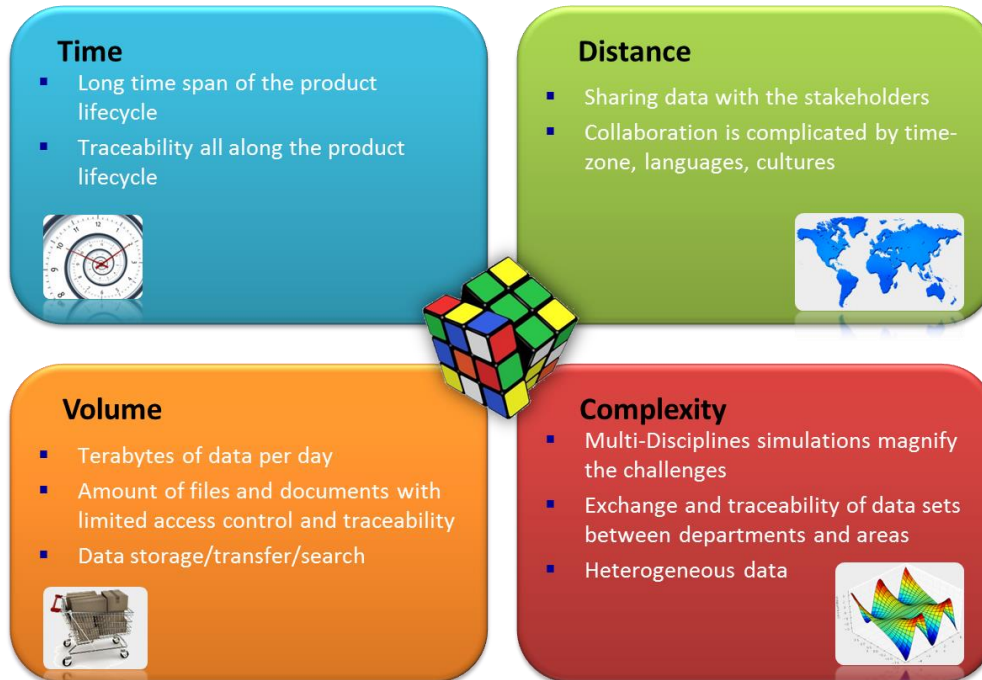 Time
▪ Long time span of the product
lifecycle
▪ Traceability all along the product
lifecycle
Distance
▪ Sharing data with the stakeholders
▪ Collaboration is complicated by time-
zone, languages, cultures
Volume
▪ Terabytes of data per day
▪ Amount of files and documents with
limited access control and traceability
▪ Data storage/transfer/search
Complexity
▪ Multi-Disciplines simulations magnify
the challenges
▪ Exchange and traceability of data sets
between departments and areas
▪ Heterogeneous data